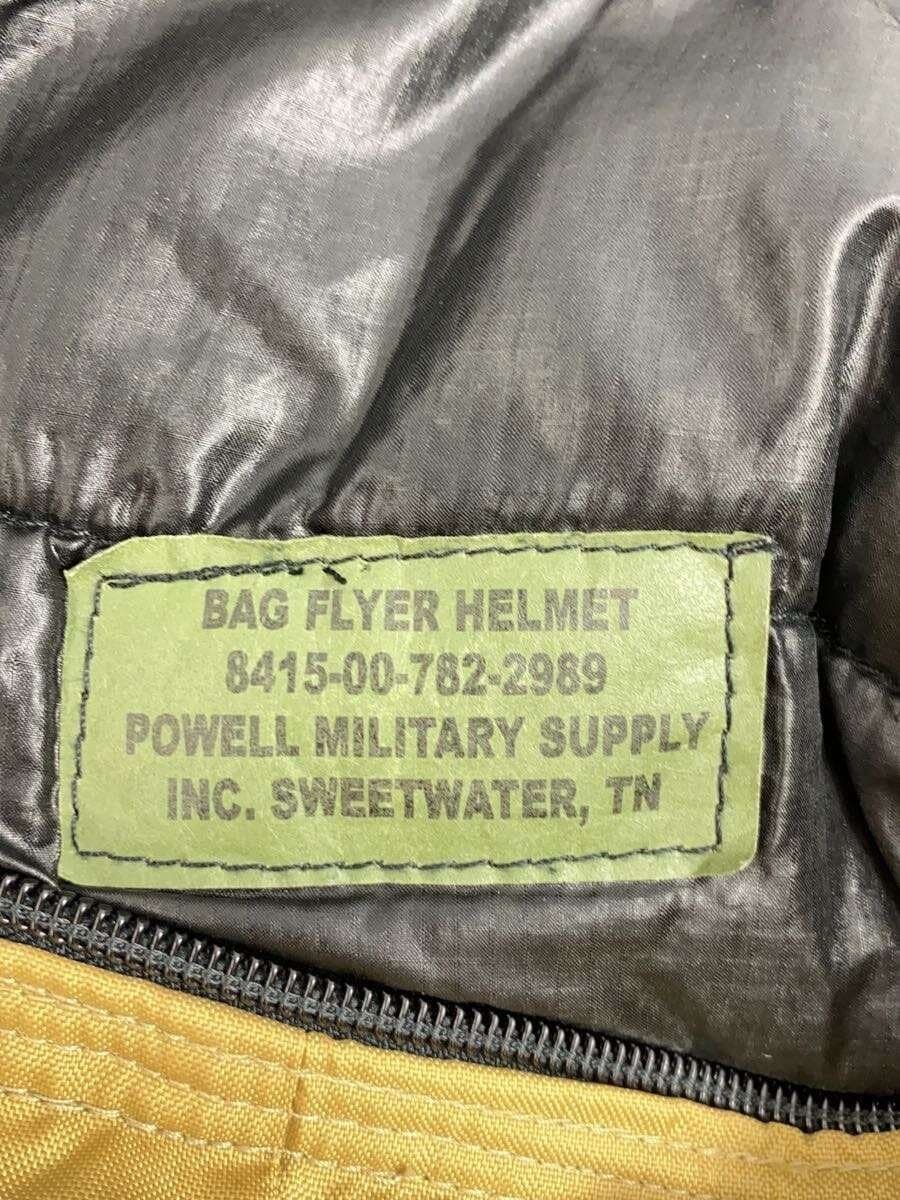 BAG FLYER HELMET
8415-00-782-2989
POWELL MILITARY SUPPLY
INC. SWEETWATER, TN